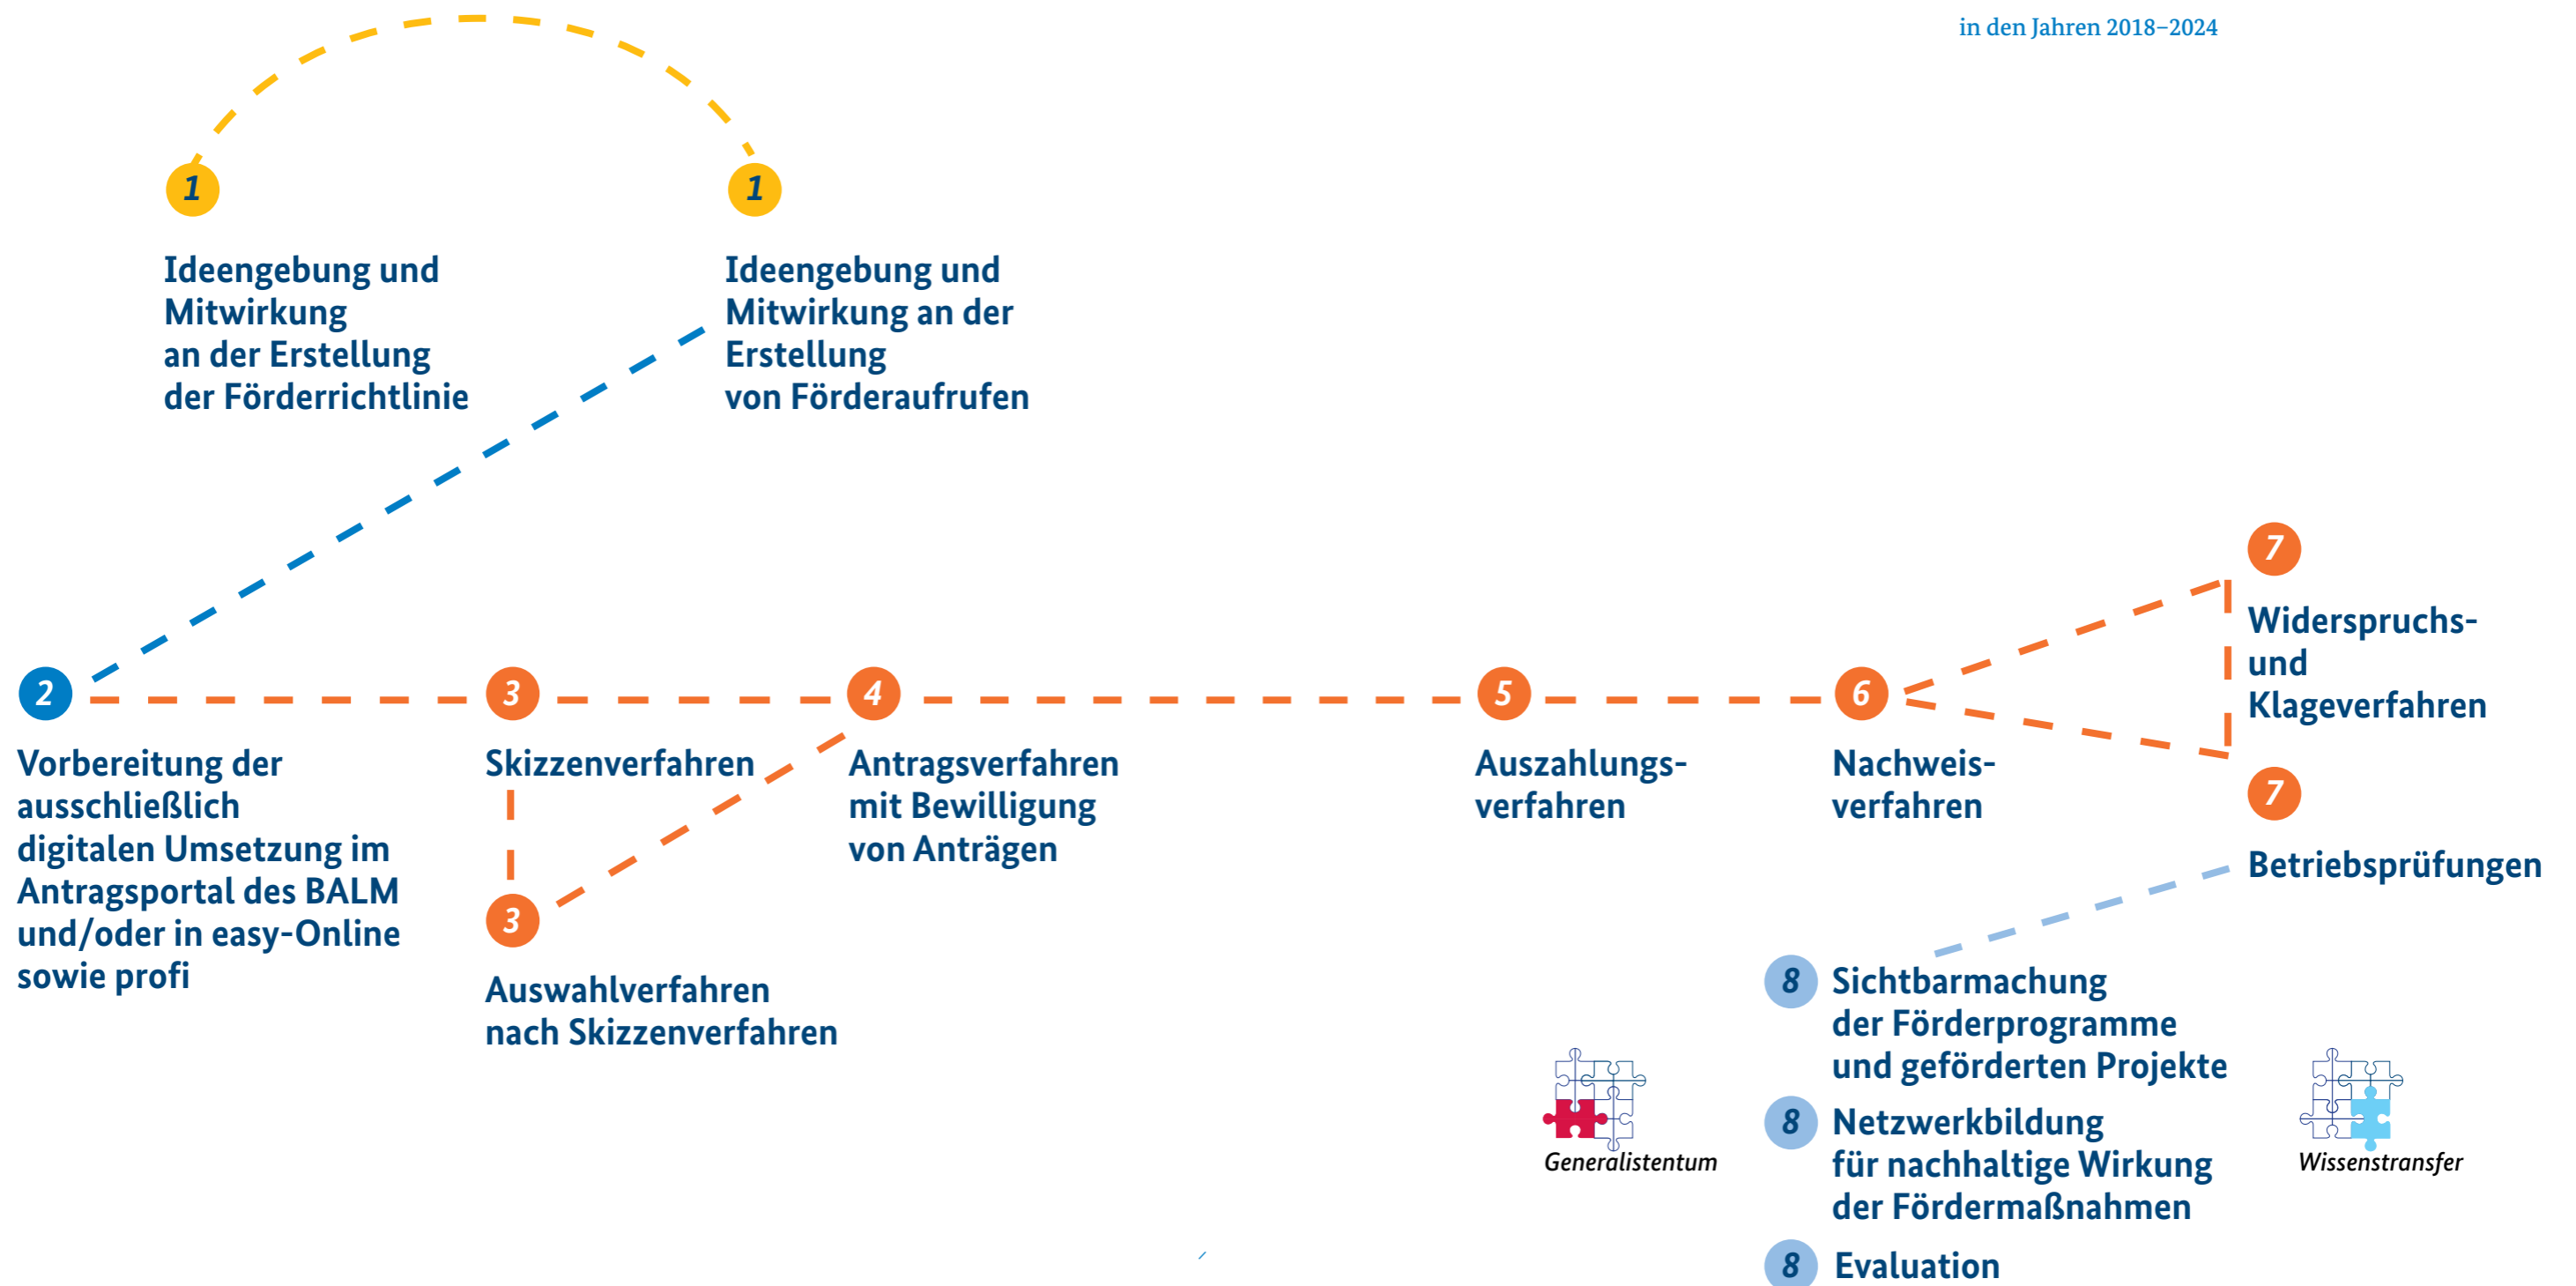 in den Jahren 2018–2024
1
Ideengebung und
Mitwirkung
an der Erstellung
der Förderrichtlinie
1
Ideengebung und
Mitwirkung an der
Erstellung
von Förderaufrufen
2
Vorbereitung der
ausschließlich
digitalen Umsetzung im
Antragsportal des BALM
und/oder in easy-Online
sowie profi
3
Skizzenverfahren
3
Auswahlverfahren
nach Skizzenverfahren
4
Antragsverfahren
mit Bewilligung
von Anträgen
5
Auszahlungs-
verfahren
6
Nachweis-
verfahren
7
Widerspruchs-
und
Klageverfahren
7
Betriebsprüfungen
8
Sichtbarmachung
der Förderprogramme
und geförderten Projekte
8
Netzwerkbildung
für nachhaltige Wirkung
der Fördermaßnahmen
8
Evaluation
Generalistentum
Wissenstransfer